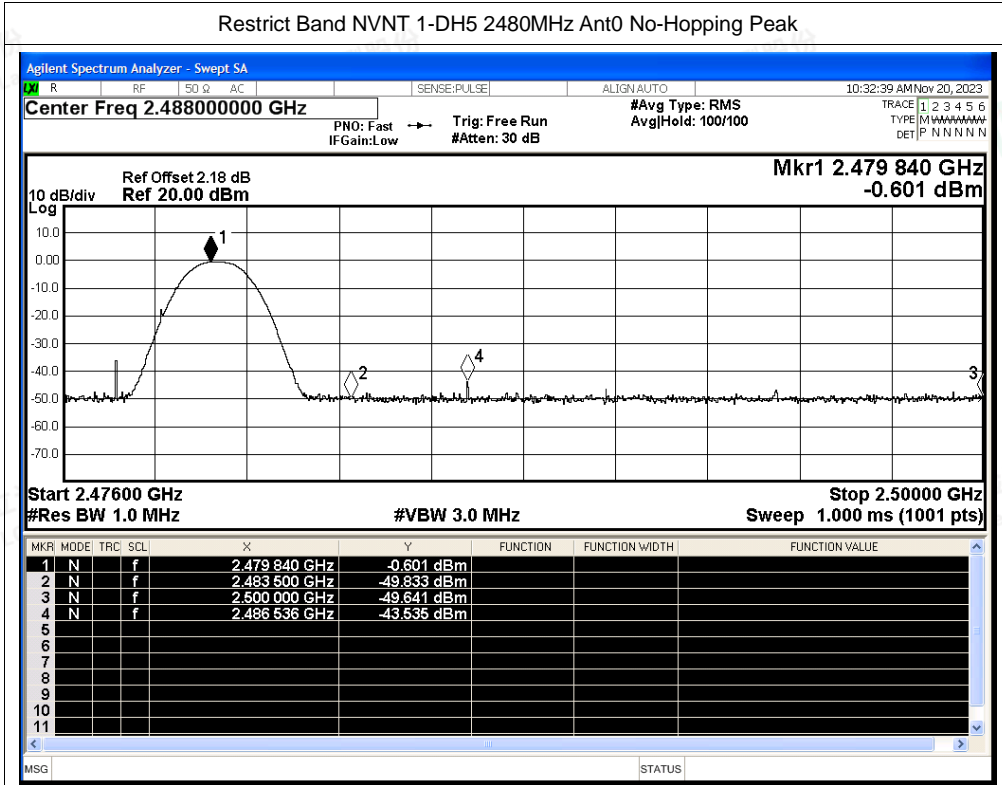 Restrict Band NVNT 1-DH5 2480MHz Ant0 No-Hopping Peak
Agilent Spectrum Analyzer - Swept SA
LXI R RF 50 Ω AC SENSE:PULSE ALIGN AUTO 10:32:39 AM Nov 20, 2023
Center Freq 2.488000000 GHz #Avg Type: RMS TRACE 1 2 3 4 5 6
PNO: Fast Trig: Free Run Avg|Hold: 100/100 TYPE M WWWWW
IFGain:Low #Atten: 30 dB DET P N N N N N
Mkr1 2.479 840 GHz
Ref Offset 2.18 dB
10 dB/div Ref 20.00 dBm -0.601 dBm
Log
10.0
1
0.00
-10.0
-20.0
-30.0
4
-40.0
2 3
-50.0
-60.0
-70.0
Start 2.47600 GHz Stop 2.50000 GHz
#Res BW 1.0 MHz #VBW 3.0 MHz Sweep 1.000 ms (1001 pts)
MKR MODE TRC SCL X Y FUNCTION FUNCTION WIDTH FUNCTION VALUE
1 N f 2.479 840 GHz -0.601 dBm
2 N f 2.483 500 GHz -49.833 dBm
3 N f 2.500 000 GHz -49.641 dBm
4 N f 2.486 536 GHz -43.535 dBm
5
6
7
8
9
10
11
MSG STATUS